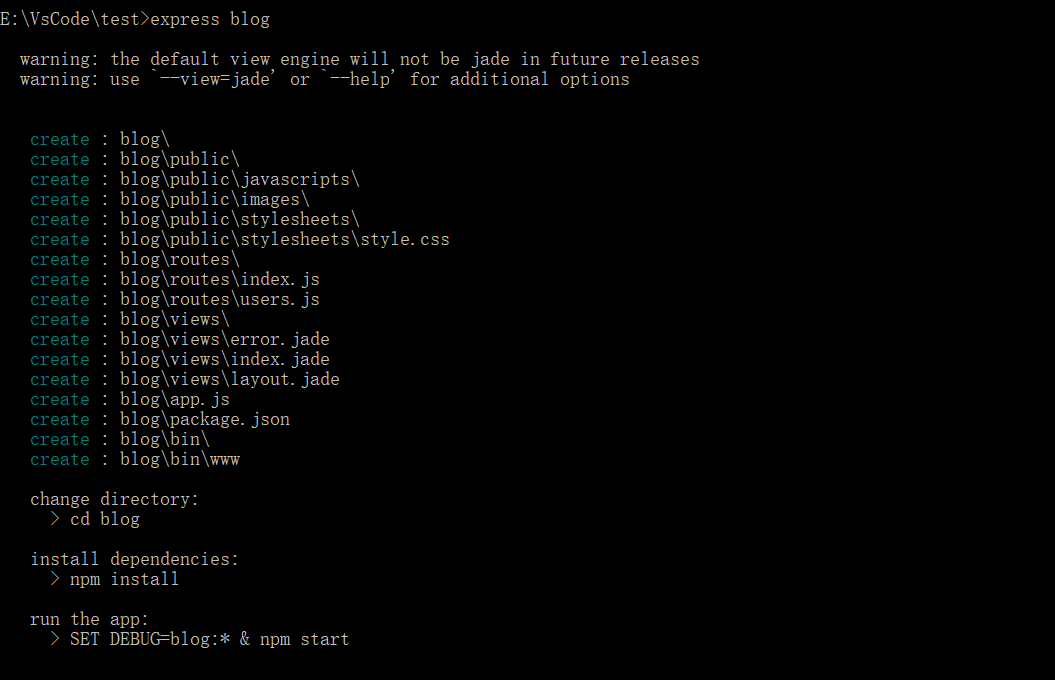 E:\VsCode\test>express blog
warning: the default view engine will not be jade in future releases
warning: use `--view=jade' or `--help' for additional options
create : blog\
create : blog\public\
create : blog\public\javascripts\
create : blog\public\images\
create : blog\public\stylesheets\
create : blog\public\stylesheets\style.css
create : blog\routes\
create : blog\routes\index.js
create : blog\routes\users.js
create : blog\views\
create : blog\views\error.jade
create : blog\views\index.jade
create : blog\views\layout.jade
create : blog\app.js
create : blog\package.json
create : blog\bin\
create : blog\bin\www
change directory:
> cd blog
install dependencies:
> npm install
run the app:
> SET DEBUG=blog:* & npm start